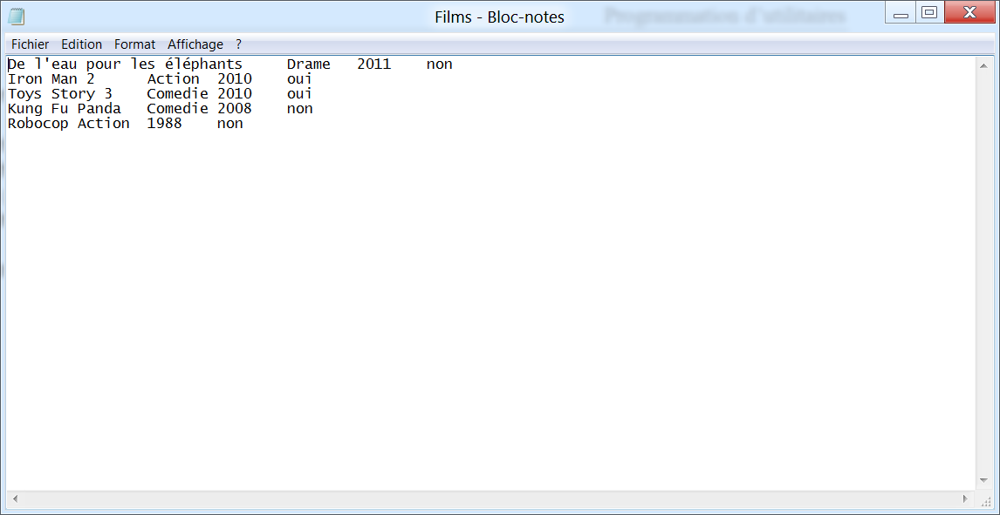 Films - Bloc-notes
Programmation d'utilitaires
Fichier Edition Format Affichage ?
De l'eau pour les éléphants Drame 2011 non
Iron Man 2 Action 2010 oui
Toys Story 3 Comedie 2010 oui
Kung Fu Panda Comedie 2008 non
Robocop Action 1988 non